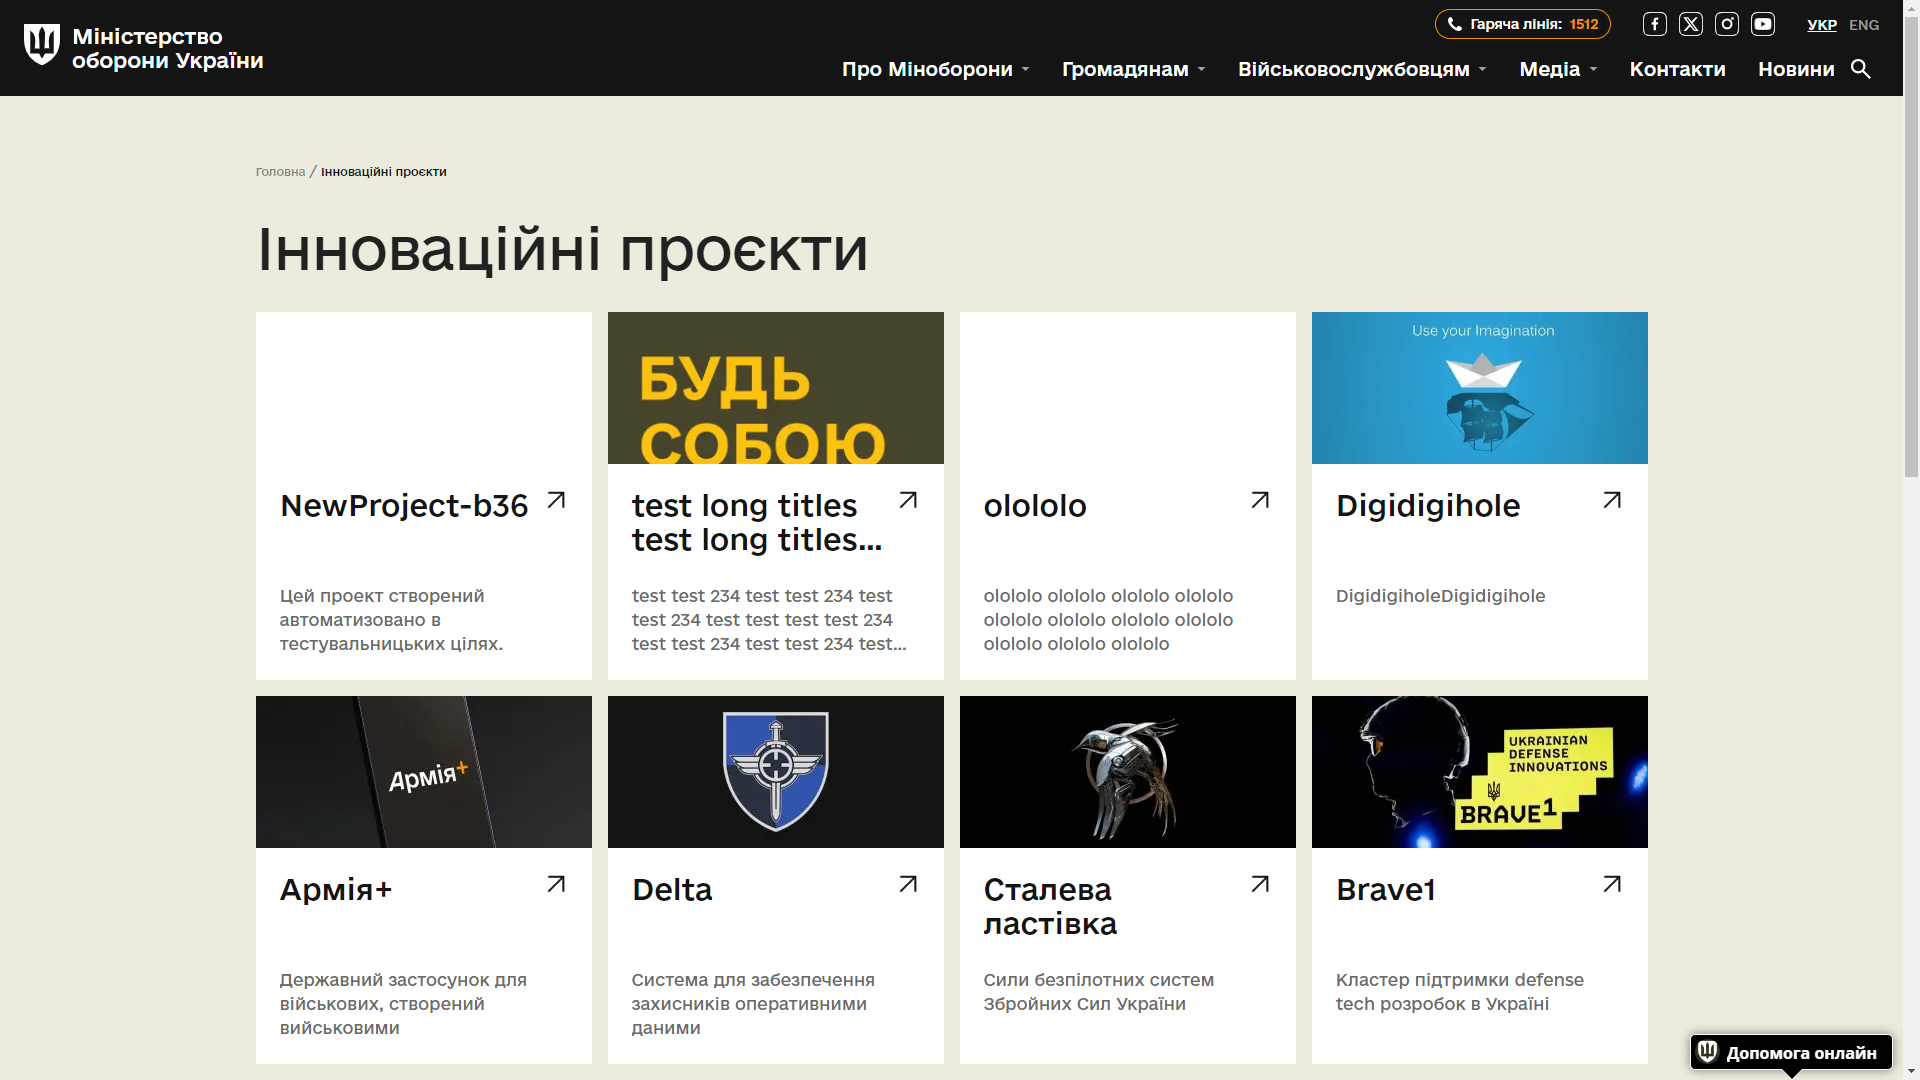 Міністерство
оборони України
Гаряча лінія: 1512
УКР ENG
Про Міноборони
Громадянам
Військовослужбовцям
Медіа
Контакти
Новини
Головна / Інноваційні проєкти
Інноваційні проєкти
NewProject-b36
Цей проект створений
автоматизовано в
тестувальницьких цілях.
БУДЬ
СОБОЮ
test long titles
test long titles...
test test 234 test test 234 test
test 234 test test test test 234
test test 234 test test 234 test...
olololo
olololo olololo olololo olololo
olololo olololo olololo olololo
olololo olololo olololo
Use your Imagination
Digidigihole
DigidigiholeDigidigihole
Армія+
Армія+
Державний застосунок для
військових, створений
вийськовими
Delta
Система для забезпечення
захисників оперативними
даними
Сталева
ластівка
Сили безпілотних систем
Збройних Сил України
UKRAINIAN
DEFENSE
INNOVATIONS
BRAVE1
Brave1
Кластер підтримки defense
tech розробок в Україні
Допомога онлайн